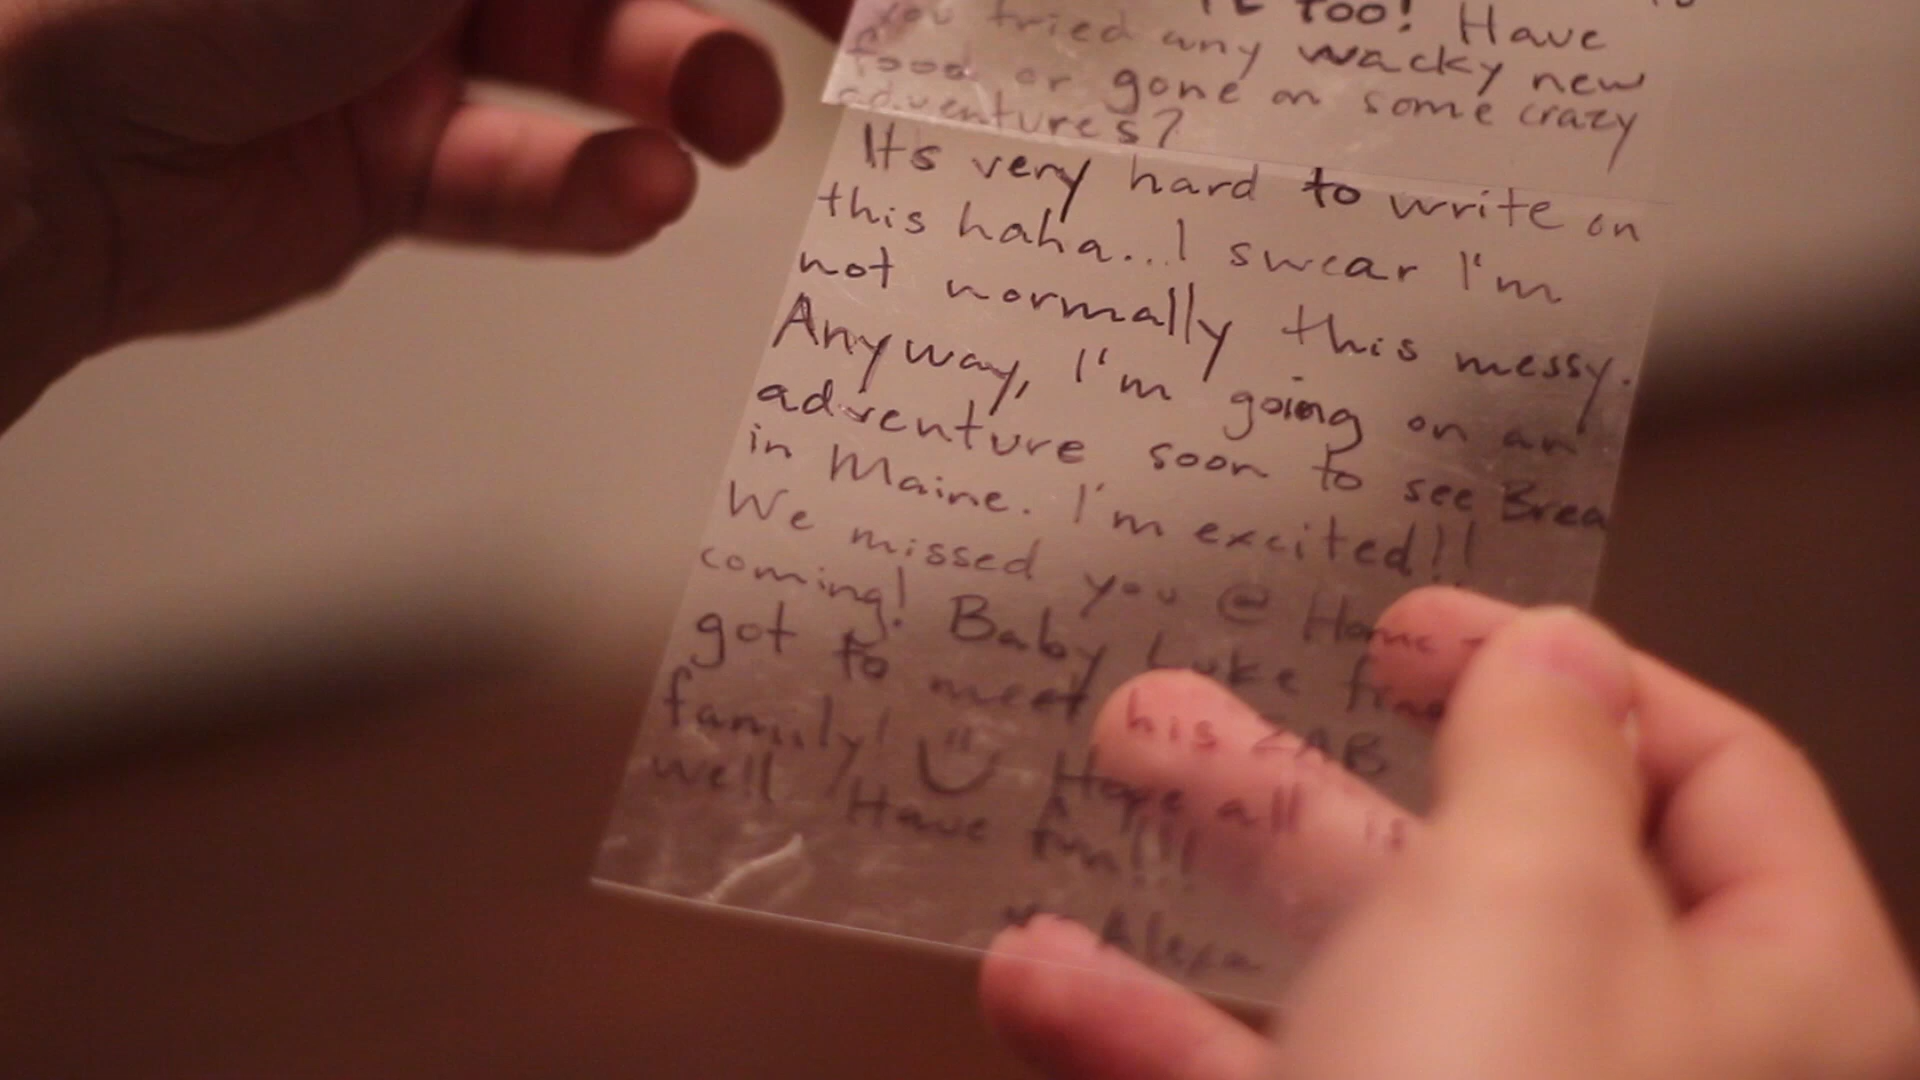 too! Have
you tried any wacky new
food or gone on some crazy
adventures?
It's very hard to write on
this haha...I swear I'm
not normally this messy.
Anyway, I'm going on an
adventure soon to see Brea
in Maine. I'm excited!!
We missed you @ Home-
coming! Baby Luke
got to meet his ZAB
family! Hope all is
well Have fun!!!
Alexa